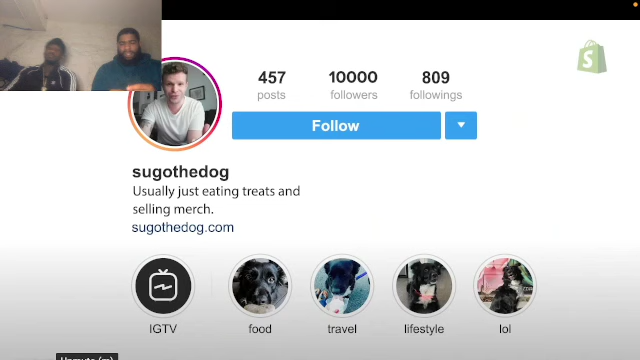 457 10000 809
posts followers followings
Follow
sugothedog
Usually just eating treats and
selling merch.
sugothedog.com
IGTV food travel lifestyle lol
Unmute (m)